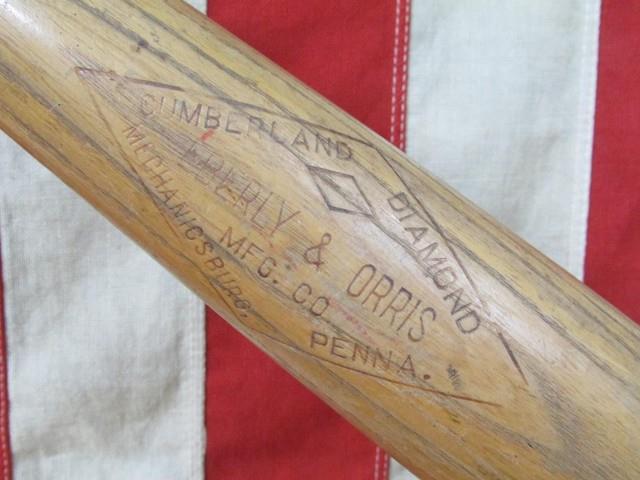 CUMBERLAND DIAMOND
EBERLY & ORRIS
MFG. CO
MECHANICSBURG, PENNA.